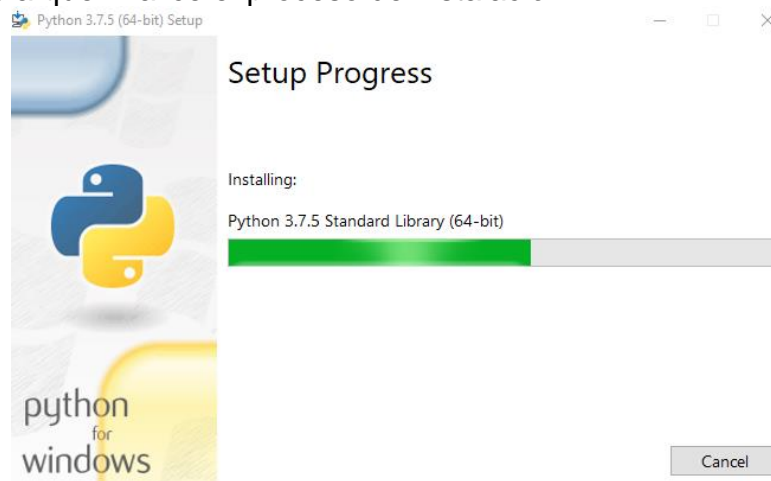 Python 3.7.5 (64-bit) Setup
Setup Progress
Installing:
Python 3.7.5 Standard Library (64-bit)
python
for
windows
Cancel